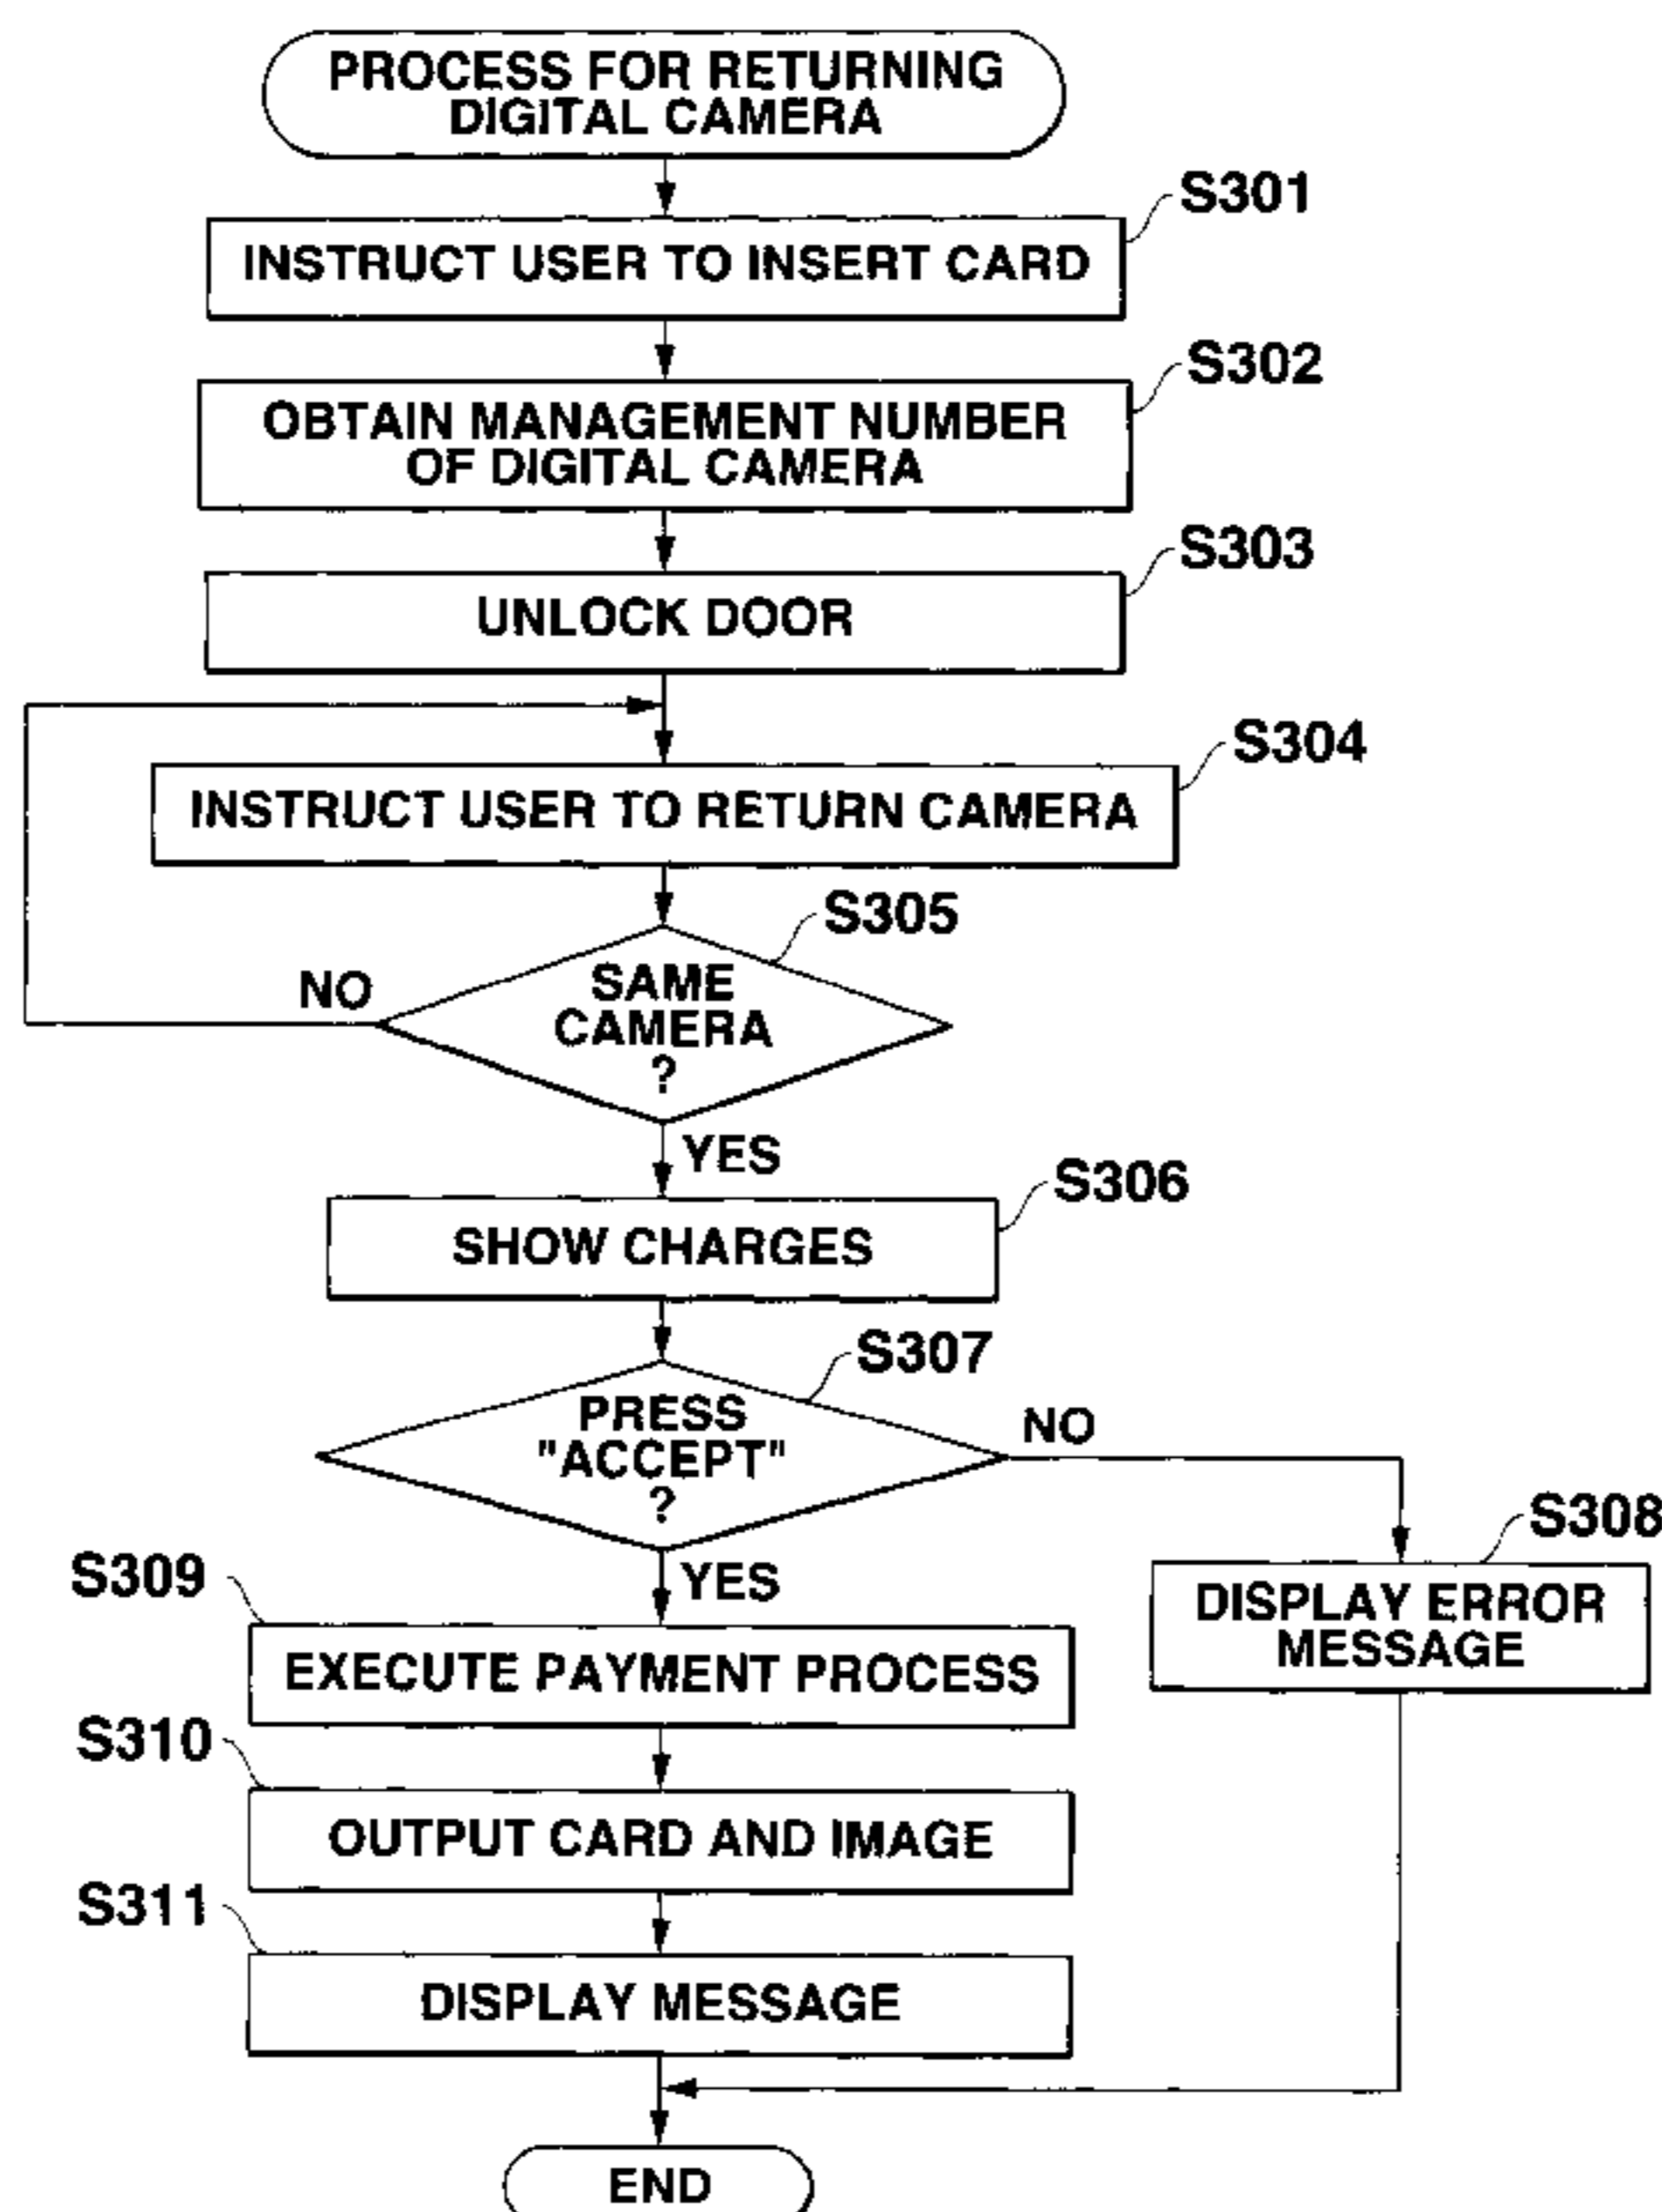 PROCESS FOR RETURNING
DIGITAL CAMERA
S301
INSTRUCT USER TO INSERT CARD
S302
OBTAIN MANAGEMENT NUMBER
OF DIGITAL CAMERA
S303
UNLOCK DOOR
S304
INSTRUCT USER TO RETURN CAMERA
S305
SAME
CAMERA
?
NO
YES
S306
SHOW CHARGES
S307
PRESS
"ACCEPT"
?
NO
S308
DISPLAY ERROR
MESSAGE
YES
S309
EXECUTE PAYMENT PROCESS
S310
OUTPUT CARD AND IMAGE
S311
DISPLAY MESSAGE
END